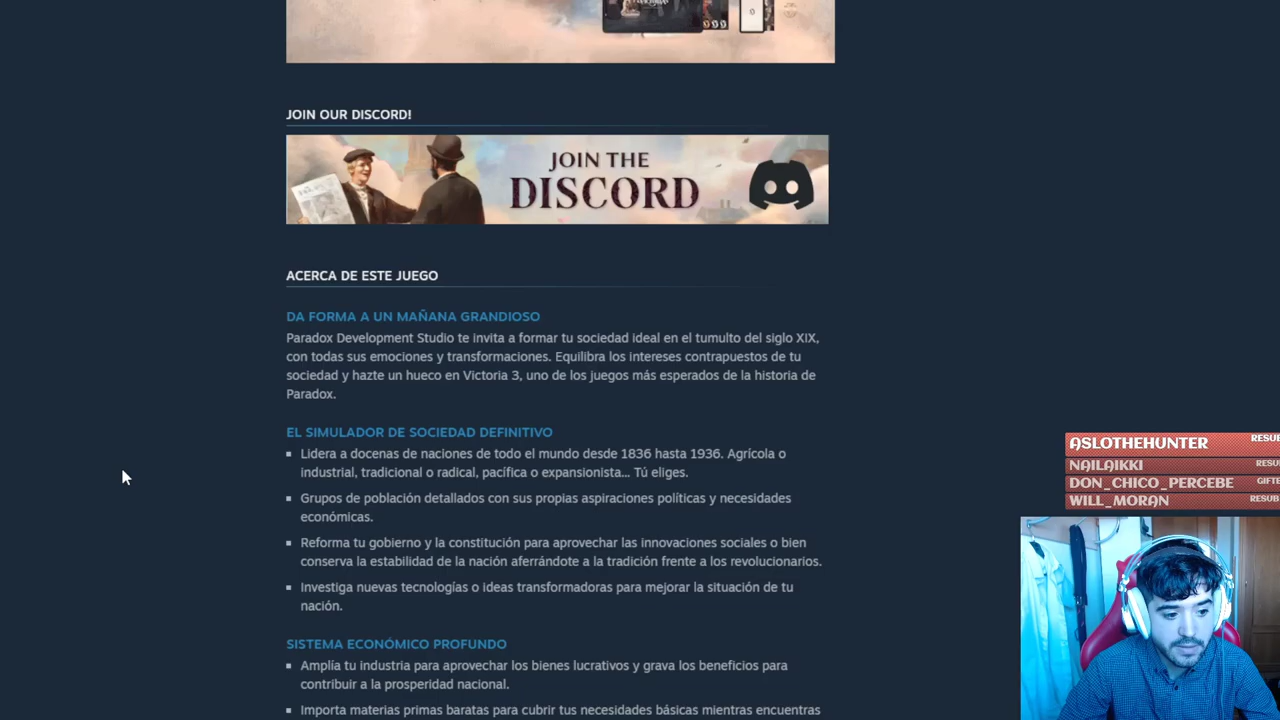 JOIN OUR DISCORD!
JOIN THE
DISCORD
ACERCA DE ESTE JUEGO
DA FORMA A UN MAÑANA GRANDIOSO
Paradox Development Studio te invita a formar tu sociedad ideal en el tumulto del siglo XIX,
con todas sus emociones y transformaciones. Equilibra los intereses contrapuestos de tu
sociedad y hazte un hueco en Victoria 3, uno de los juegos más esperados de la historia de
Paradox.
EL SIMULADOR DE SOCIEDAD DEFINITIVO
Lidera a docenas de naciones de todo el mundo desde 1836 hasta 1936. Agrícola o
industrial, tradicional o radical, pacífica o expansionista... Tú eliges.
Grupos de población detallados con sus propias aspiraciones políticas y necesidades
económicas.
Reforma tu gobierno y la constitución para aprovechar las innovaciones sociales o bien
conserva la estabilidad de la nación aferrándote a la tradición frente a los revolucionarios.
Investiga nuevas tecnologías o ideas transformadoras para mejorar la situación de tu
nación.
SISTEMA ECONÓMICO PROFUNDO
Amplía tu industria para aprovechar los bienes lucrativos y grava los beneficios para
contribuir a la prosperidad nacional.
Importa materias primas baratas para cubrir tus necesidades básicas mientras encuentras
ASLOTHEHUNTER RESUB
NAILAIKKI RESU
DON_CHICO_PERCEBE GIFTE
WILL_MORAN RESUB